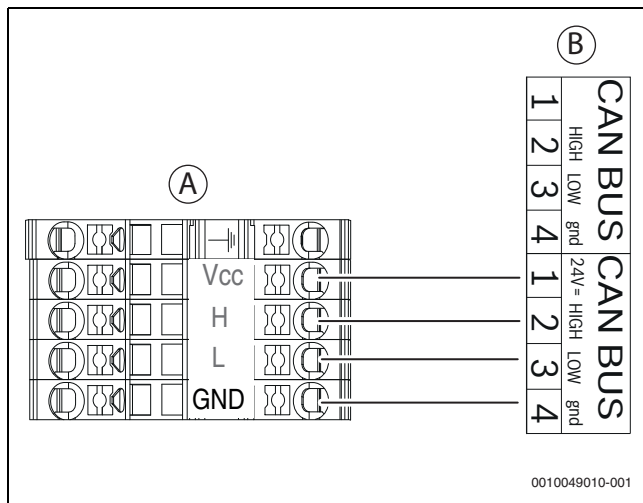 B
A
CAN BUS
1
2 HIGH
3 LOW
4 gnd
CAN BUS
1 24V=
2 HIGH
3 LOW
4 gnd
Vcc
H
L
GND
0010049010-001